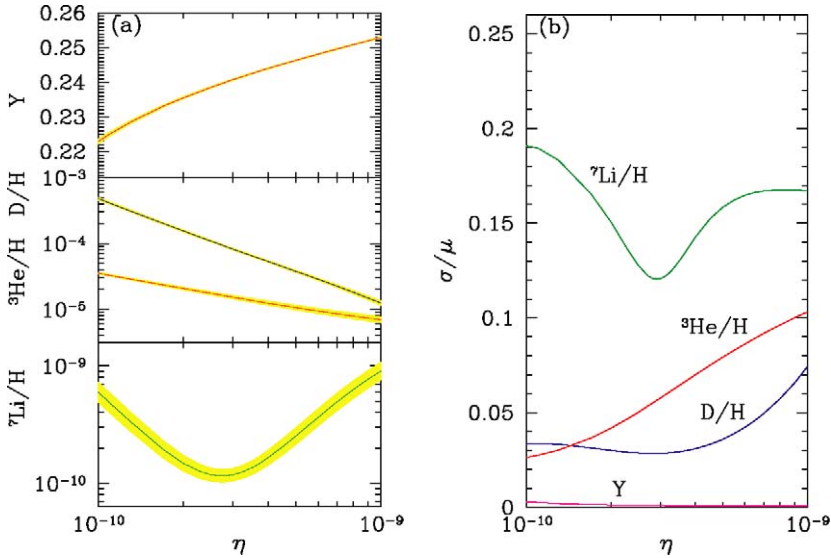 (a)
0.26
0.25
0.24
0.23
0.22
Y
10⁻³
10⁻⁴
10⁻⁵
³He/H D/H
10⁻⁹
10⁻¹⁰
⁷Li/H
10⁻¹⁰ 10⁻⁹
η
(b)
0.25
0.2
0.15
0.1
0.05
0
σ/μ
⁷Li/H
³He/H
D/H
Y
10⁻¹⁰ 10⁻⁹
η